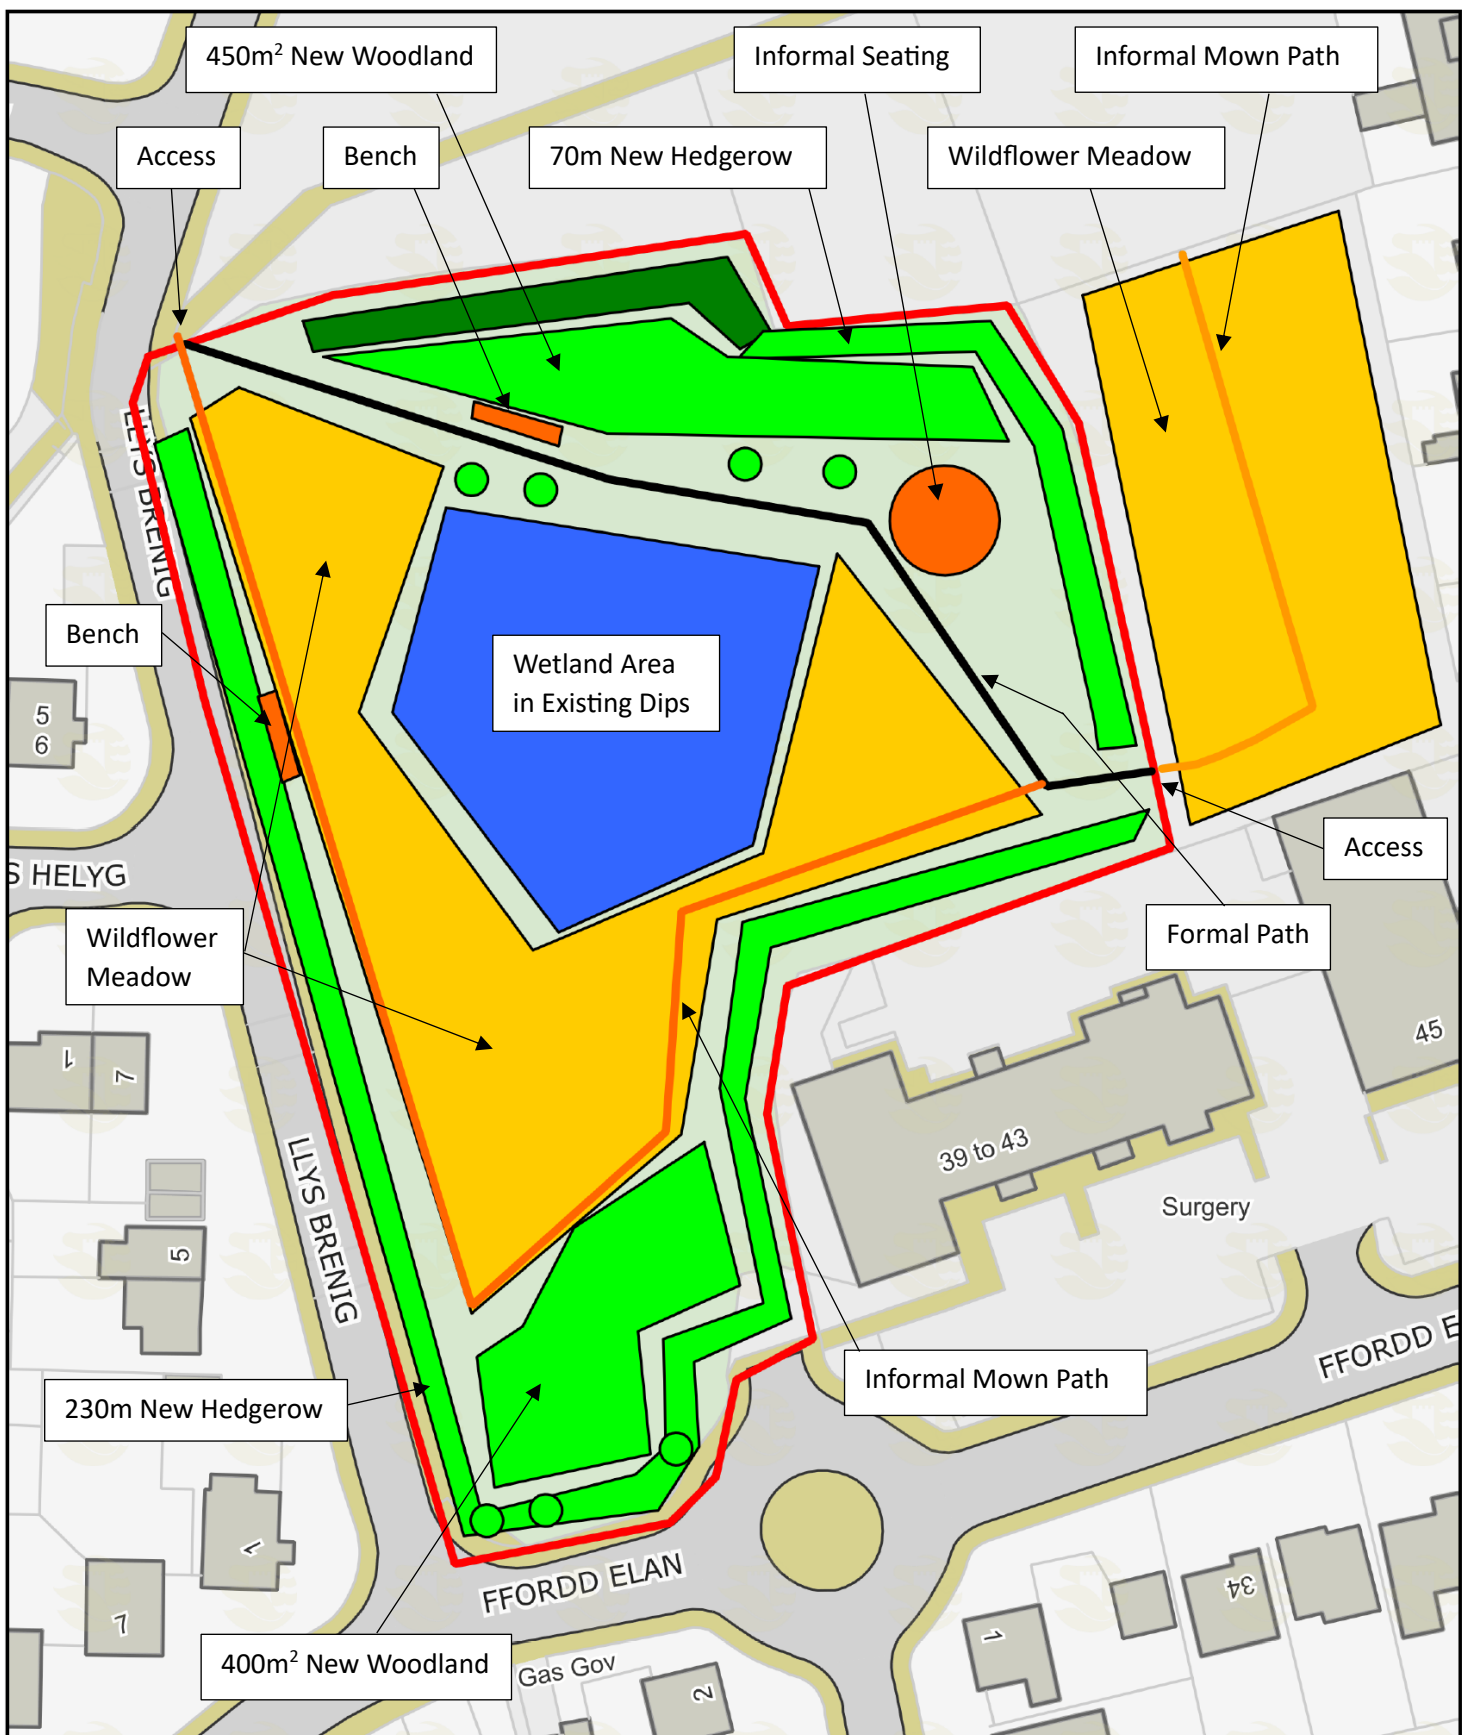 450m² New Woodland
Informal Seating
Informal Mown Path
Access
Bench
70m New Hedgerow
Wildflower Meadow
LLYS BRENIG
Bench
Wetland Area
in Existing Dips
5
6
Access
S HELYG
Wildflower
Meadow
Formal Path
45
1
7
39 to 43
LLYS BRENIG
Surgery
5
FFORDD E
Informal Mown Path
230m New Hedgerow
1
FFORDD ELAN
34
7
1
400m² New Woodland
Gas Gov
2